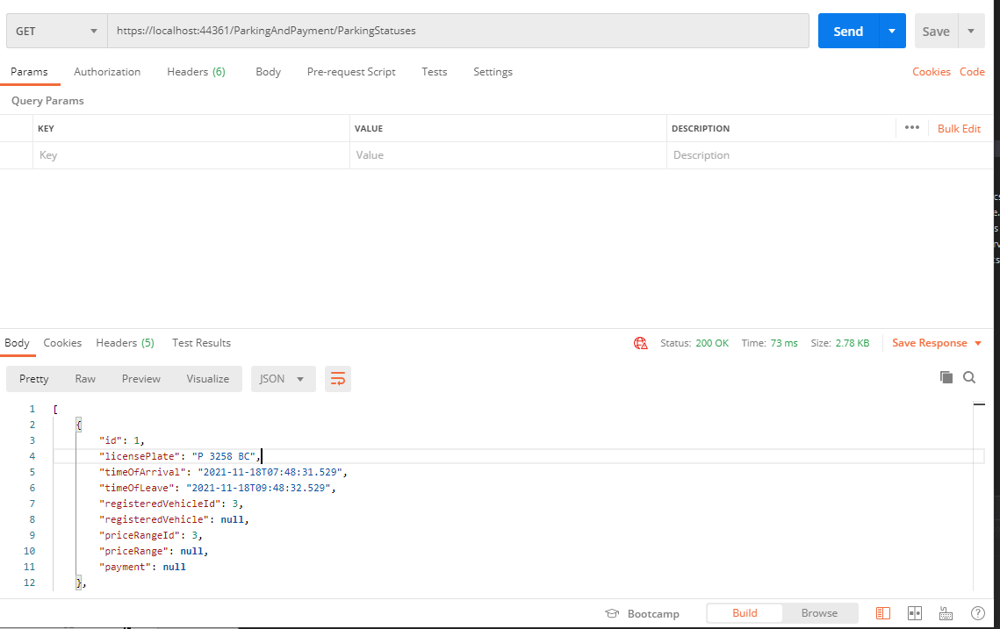 GET https://localhost:44361/ParkingAndPayment/ParkingStatuses Send Save
Params Authorization Headers (6) Body Pre-request Script Tests Settings Cookies Code
Query Params
KEY VALUE DESCRIPTION ••• Bulk Edit
Key Value Description
Body Cookies Headers (5) Test Results Status: 200 OK Time: 73 ms Size: 2.78 KB Save Response
Pretty Raw Preview Visualize JSON
1 [
2 {
3 "id": 1,
4 "licensePlate": "P 3258 BC",
5 "timeOfArrival": "2021-11-18T07:48:31.529",
6 "timeOfLeave": "2021-11-18T09:48:32.529",
7 "registeredVehicleId": 3,
8 "registeredVehicle": null,
9 "priceRangeId": 3,
10 "priceRange": null,
11 "payment": null
12 },
Bootcamp Build Browse ?